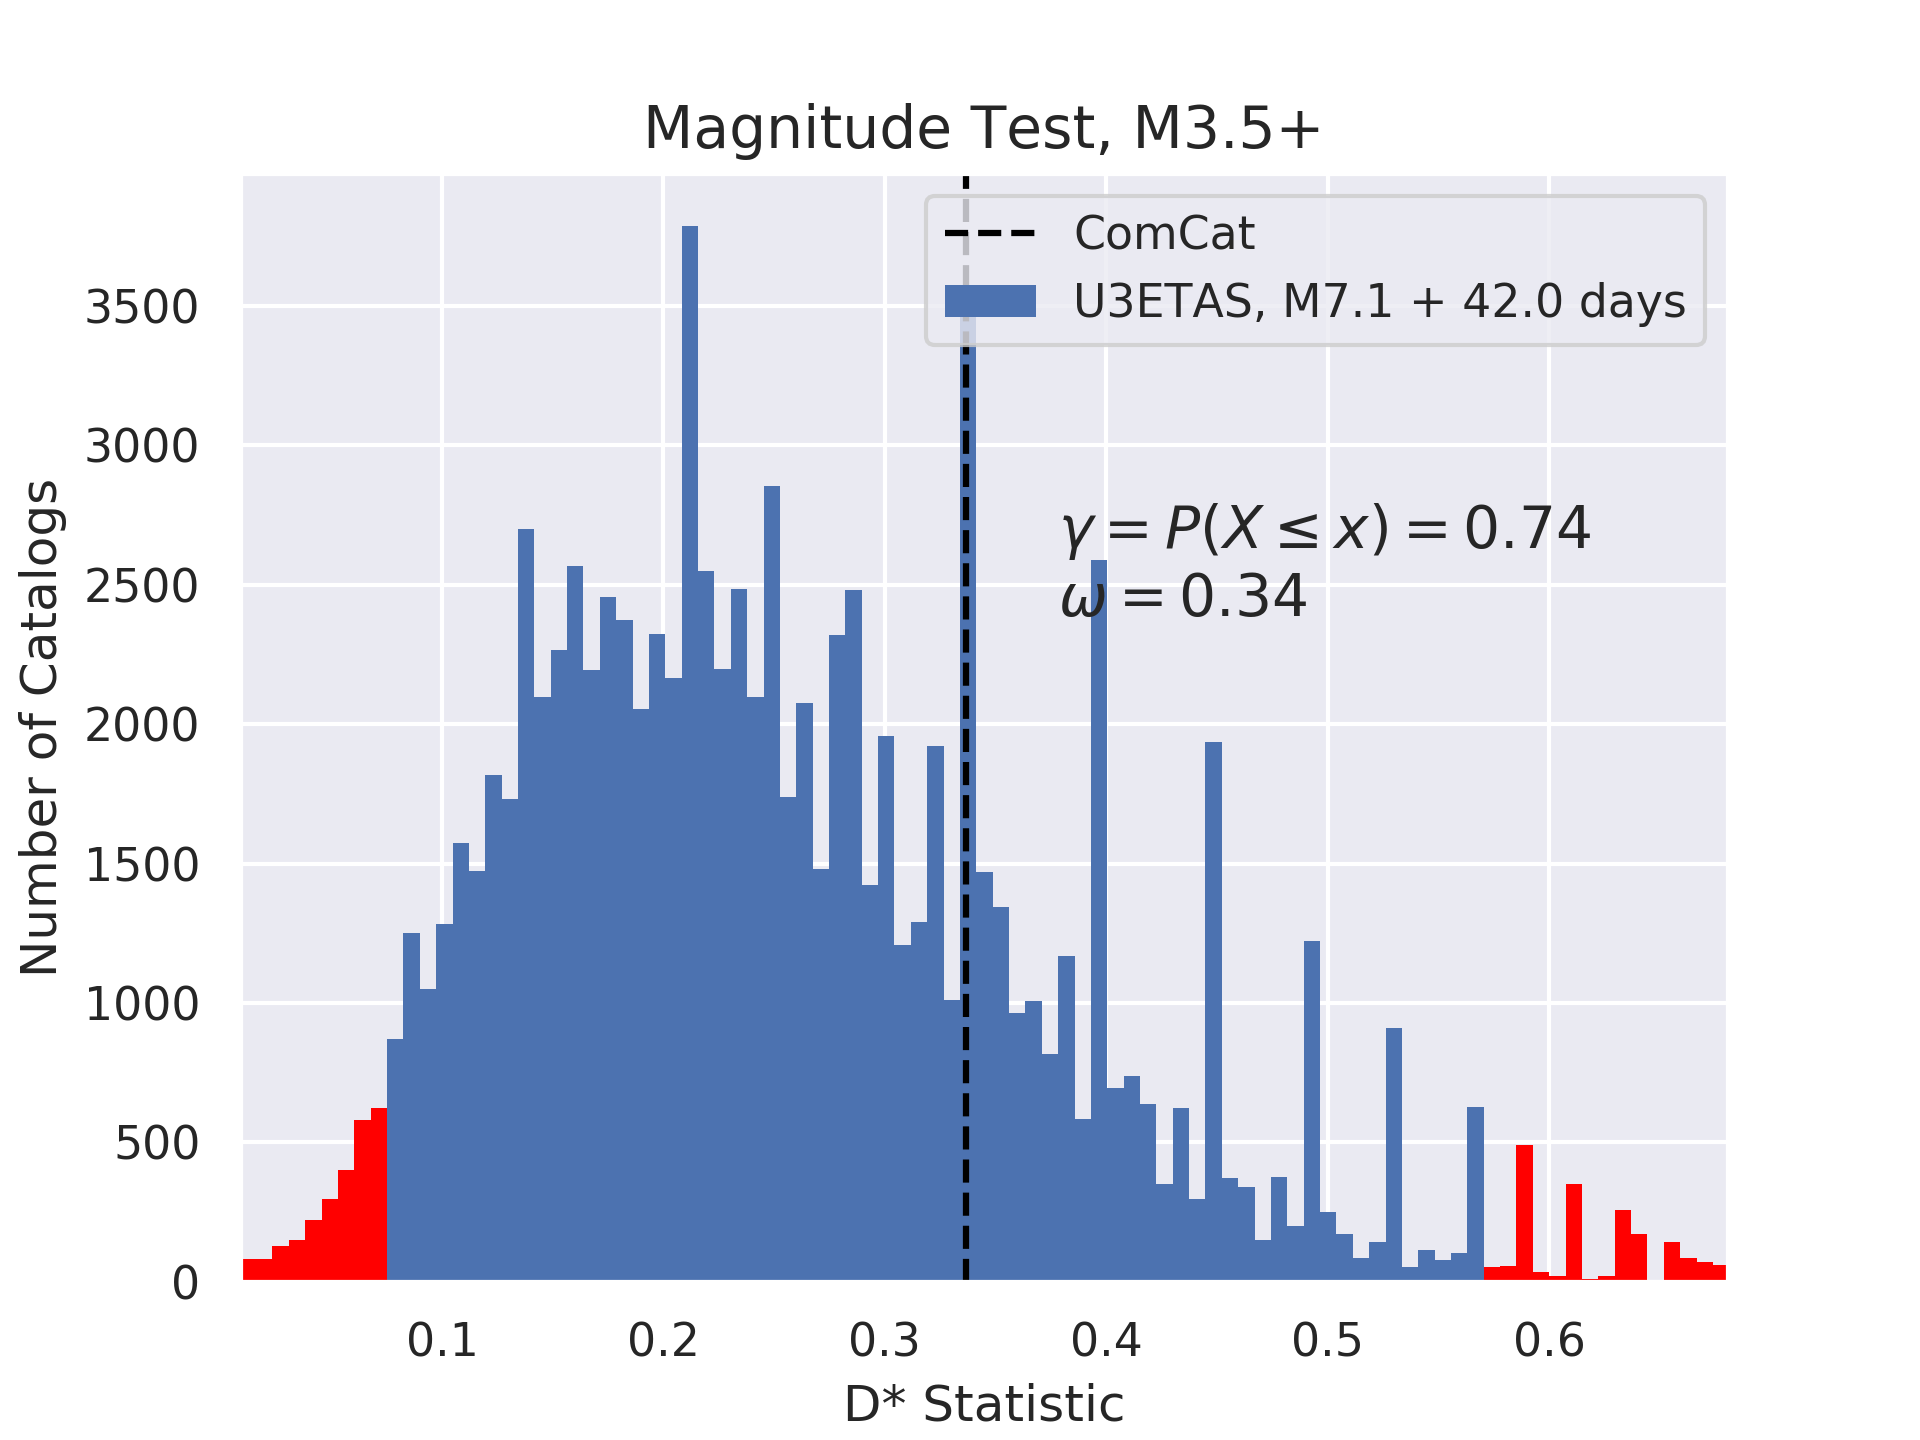 Magnitude Test, M3.5+
ComCat
U3ETAS, M7.1 + 42.0 days
γ = P(X ≤ x) = 0.74
ω = 0.34
Number of Catalogs
3500
3000
2500
2000
1500
1000
500
0
0.1 0.2 0.3 0.4 0.5 0.6
D* Statistic